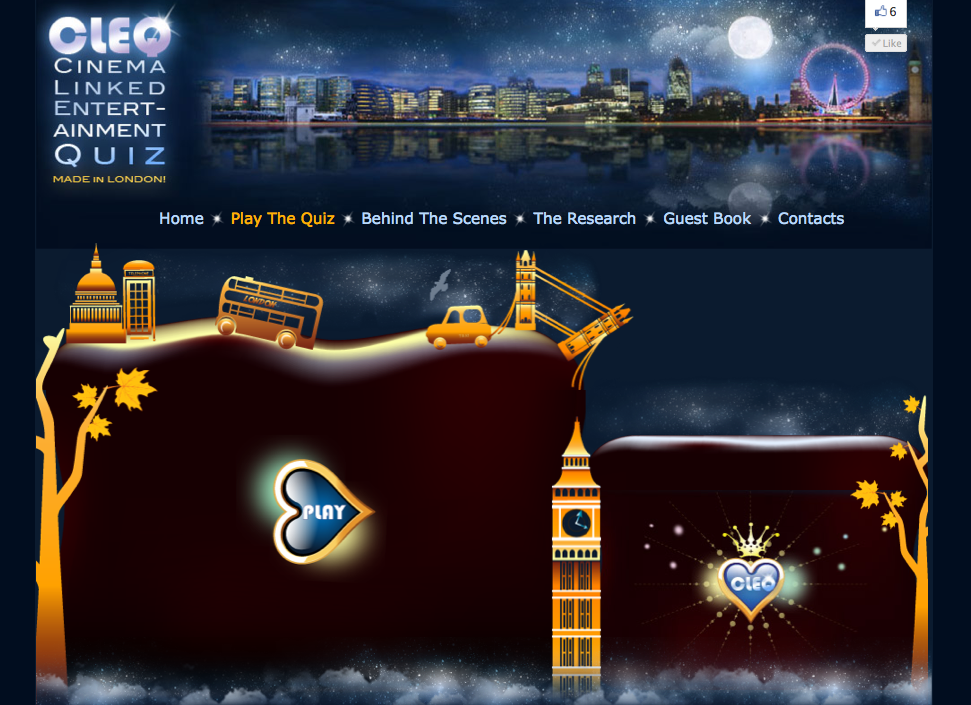 CLEQ
CINEMA
LINKED
ENTERT-
AINMENT
QUIZ
MADE IN LONDON!
6
Like
Home
Play The Quiz
Behind The Scenes
The Research
Guest Book
Contacts
TELEPHONE
LONDON
PLAY
CLEQ